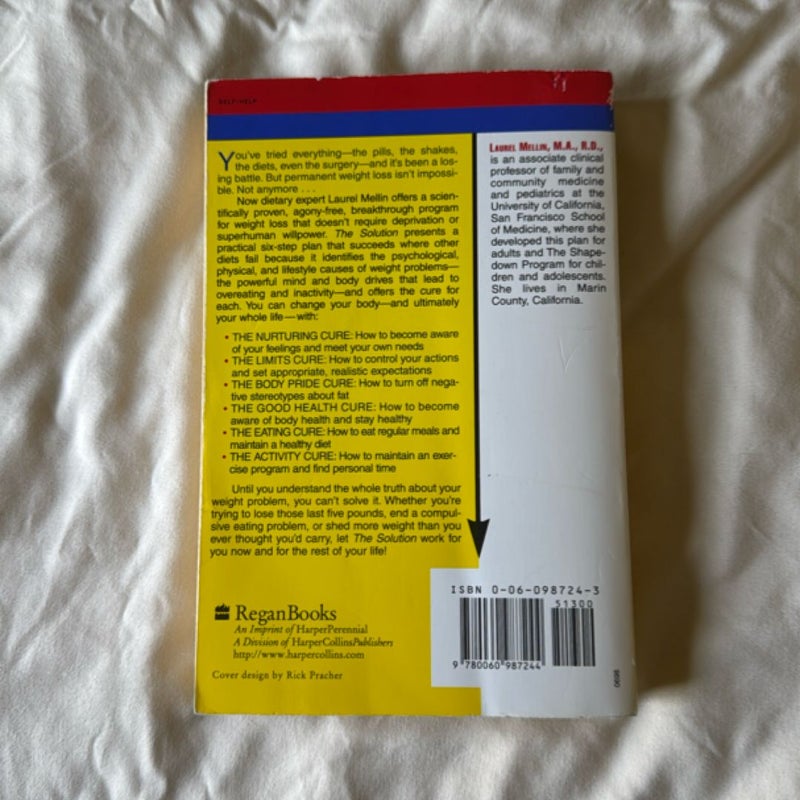 SELF-HELP
You've tried everything—the pills, the shakes,
the diets, even the surgery—and it's been a los-
ing battle. But permanent weight loss isn't impossi-
ble. Not anymore . . .
Now dietary expert Laurel Mellin offers a scien-
tifically proven, agony-free, breakthrough program
for weight loss that doesn't require deprivation or
superhuman willpower. The Solution presents a
practical six-step plan that succeeds where other
diets fail because it identifies the psychological,
physical, and lifestyle causes of weight problems—
the powerful mind and body drives that lead to
overeating and inactivity—and offers the cure for
each. You can change your body—and ultimately
your whole life—with:
• THE NURTURING CURE: How to become aware
of your feelings and meet your own needs
• THE LIMITS CURE: How to control your actions
and set appropriate, realistic expectations
• THE BODY PRIDE CURE: How to turn off nega-
tive stereotypes about fat
• THE GOOD HEALTH CURE: How to become
aware of body health and stay healthy
• THE EATING CURE: How to eat regular meals and
maintain a healthy diet
• THE ACTIVITY CURE: How to maintain an exer-
cise program and find personal time
Until you understand the whole truth about your
weight problem, you can't solve it. Whether you're
trying to lose those last five pounds, end a compul-
sive eating problem, or shed more weight than you
ever thought you'd carry, let The Solution work for
you now and for the rest of your life!
ReganBooks
An Imprint of HarperPerennial
A Division of HarperCollinsPublishers
http://www.harpercollins.com
Cover design by Rick Pracher
LAUREL MELLIN, M.A., R.D.,
is an associate clinical
professor of family and
community medicine
and pediatrics at the
University of California,
San Francisco School
of Medicine, where she
developed this plan for
adults and The Shape-
down Program for chil-
dren and adolescents.
She lives in Marin
County, California.
ISBN 0-06-098724-3
51300
9 780060 987244
0698